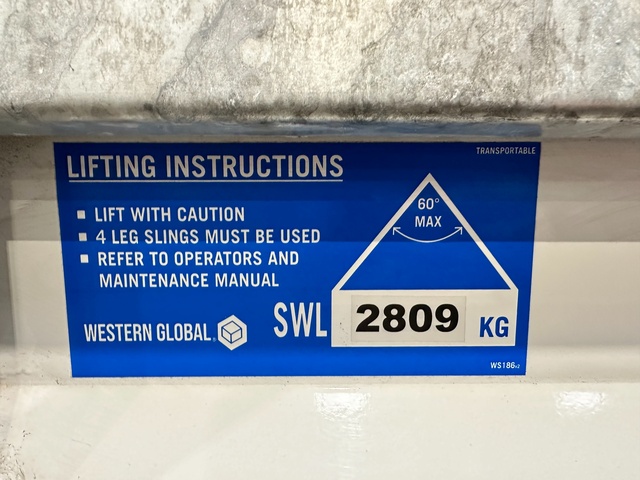 TRANSPORTABLE
LIFTING INSTRUCTIONS
LIFT WITH CAUTION
4 LEG SLINGS MUST BE USED
REFER TO OPERATORS AND
MAINTENANCE MANUAL
60°
MAX
WESTERN GLOBAL
SWL 2809 KG
WS186v2